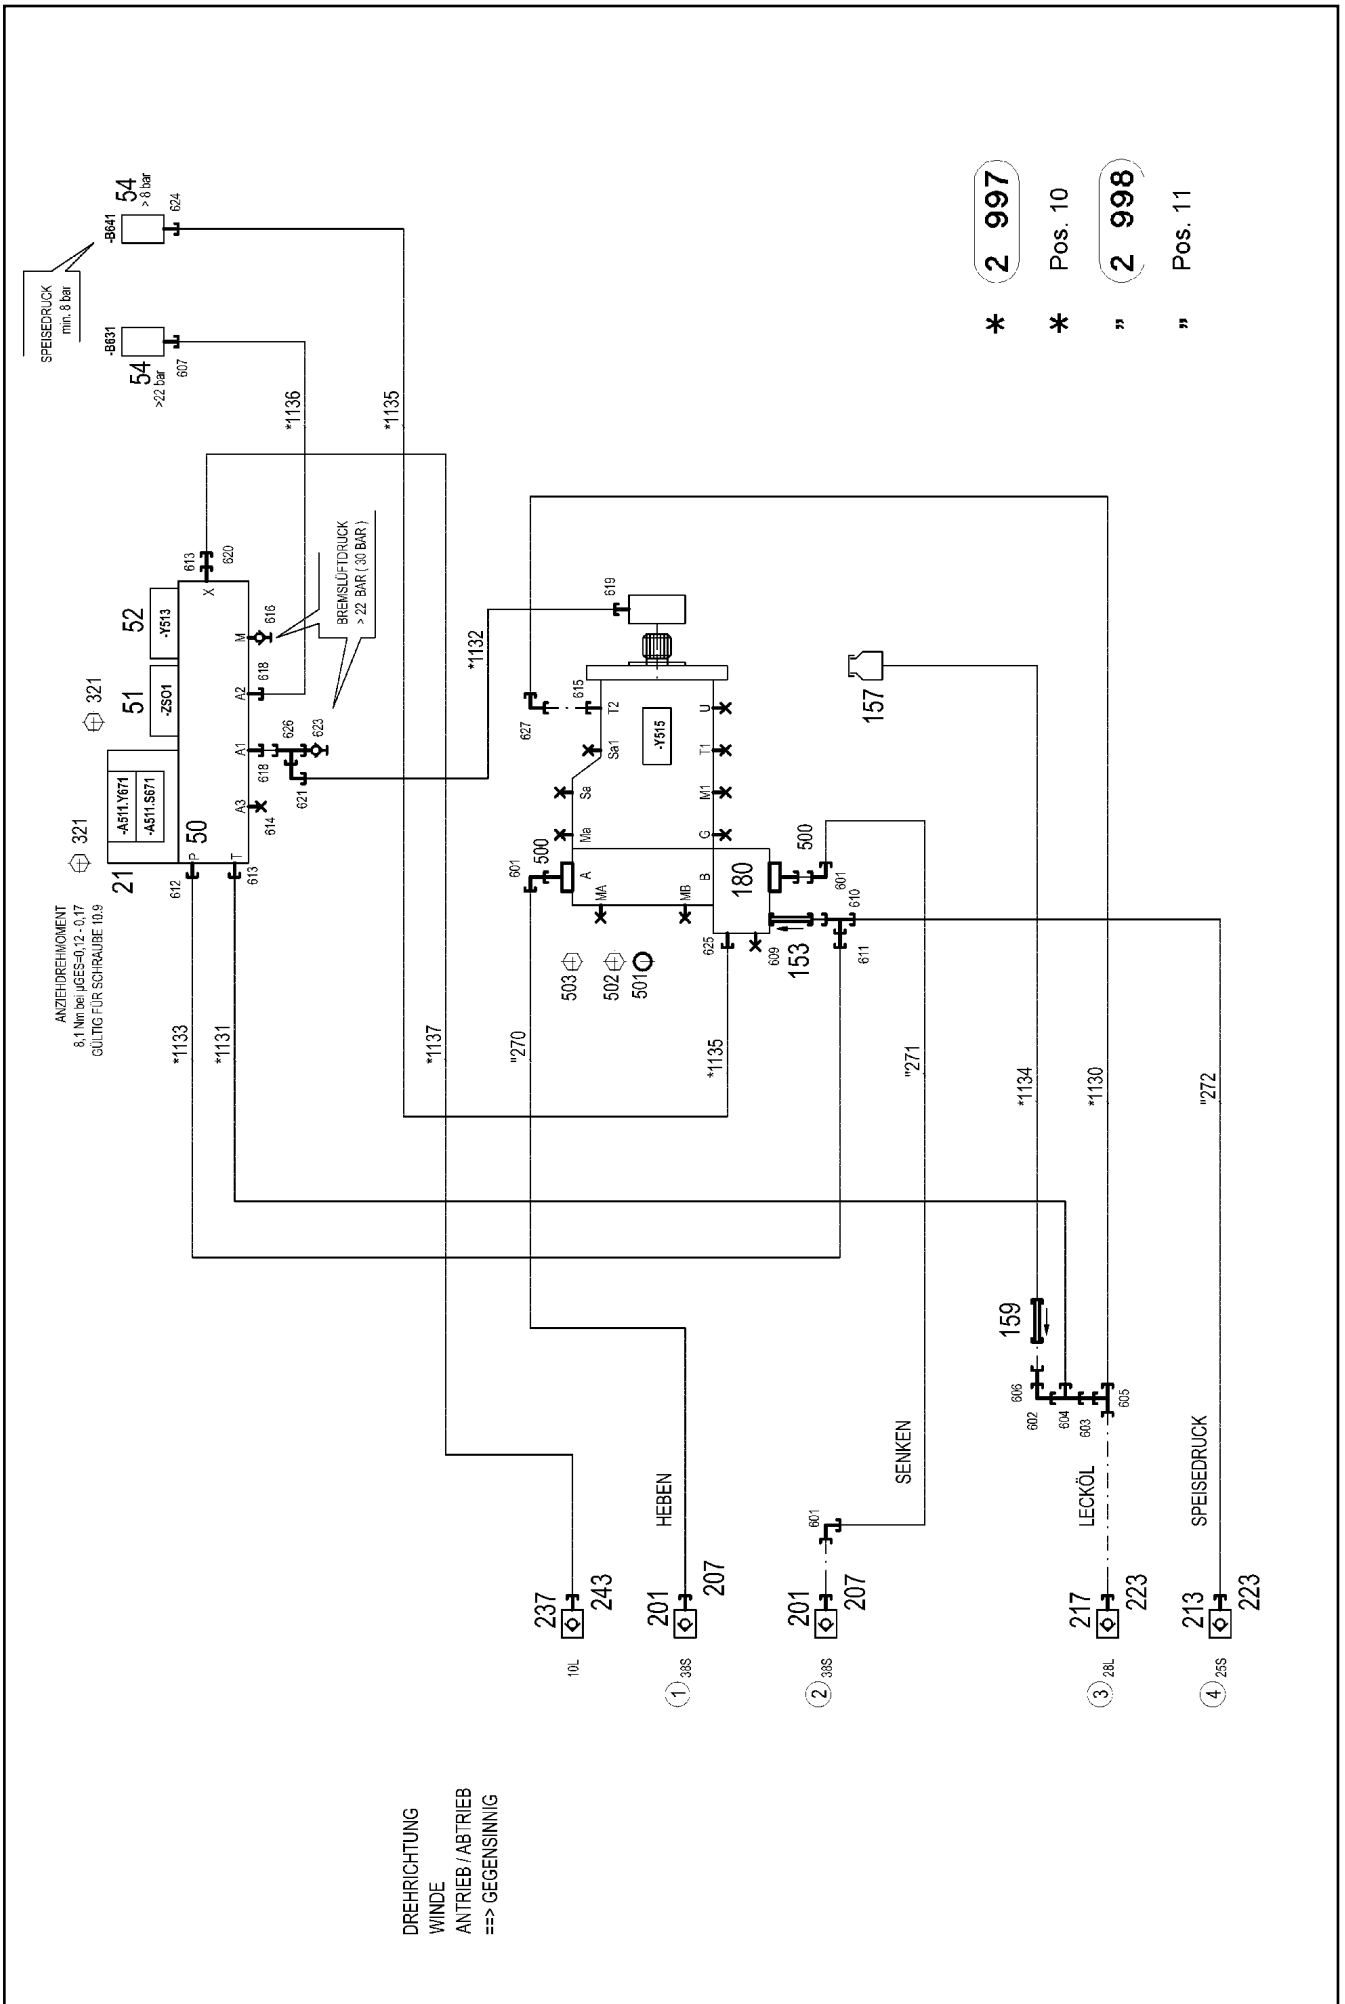 SPEISEDRUCK
min. 8 bar
-B641
54
> 8 bar
624
-B631
54
>22 bar
607
*1136
*1135
ANZIEHDREHMOMENT
8,1 Nm bei µGES=0,12 - 0,17
GÜLTIG FÜR SCHRAUBE 10.9
321
321
21
51
52
-A511.Y671
-A511.S671
-ZS01
-Y513
50
P
T
X
A3
A1
A2
M
612
613
613
620
614
618
618
616
626
623
621
BREMSLÜFTDRUCK
> 22 BAR ( 30 BAR )
*1133
*1131
*1137
"270
*1132
*1135
"271
*1134
*1130
"272
619
627
615
T2
Sa1
Sa
Ma
-Y515
U
T1
M1
G
601
500
A
B
MA
MB
180
500
601
610
611
609
153
625
503
502
501
157
159
606
602
604
603
605
237
243
10L
HEBEN
201
207
1
38S
SENKEN
601
201
207
2
38S
LECKÖL
217
223
3
28L
SPEISEDRUCK
213
223
4
25S
* 2 997
* Pos. 10
" 2 998
" Pos. 11
DREHRICHTUNG
WINDE
ANTRIEB / ABTRIEB
==> GEGENSINNIG